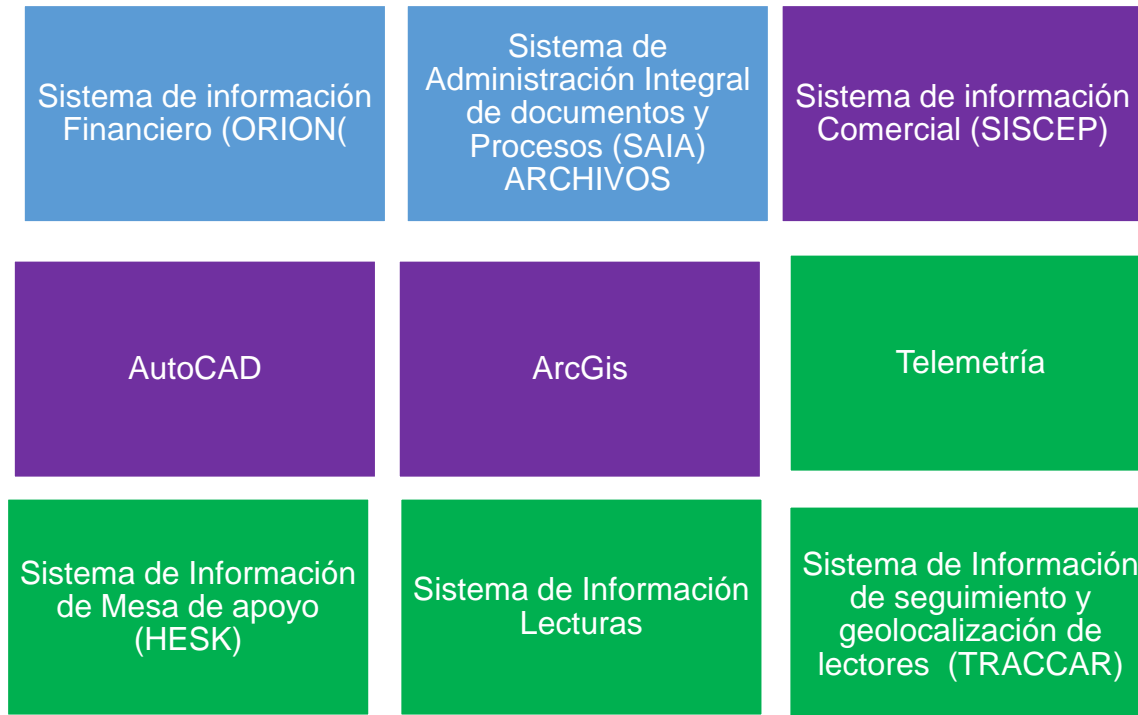 Sistema de información
Financiero (ORION(
Sistema de
Administración Integral
de documentos y
Procesos (SAIA)
ARCHIVOS
Sistema de información
Comercial (SISCEP)
AutoCAD
ArcGis
Telemetría
Sistema de Información
de Mesa de apoyo
(HESK)
Sistema de Información
Lecturas
Sistema de Información
de seguimiento y
geolocalización de
lectores  (TRACCAR)